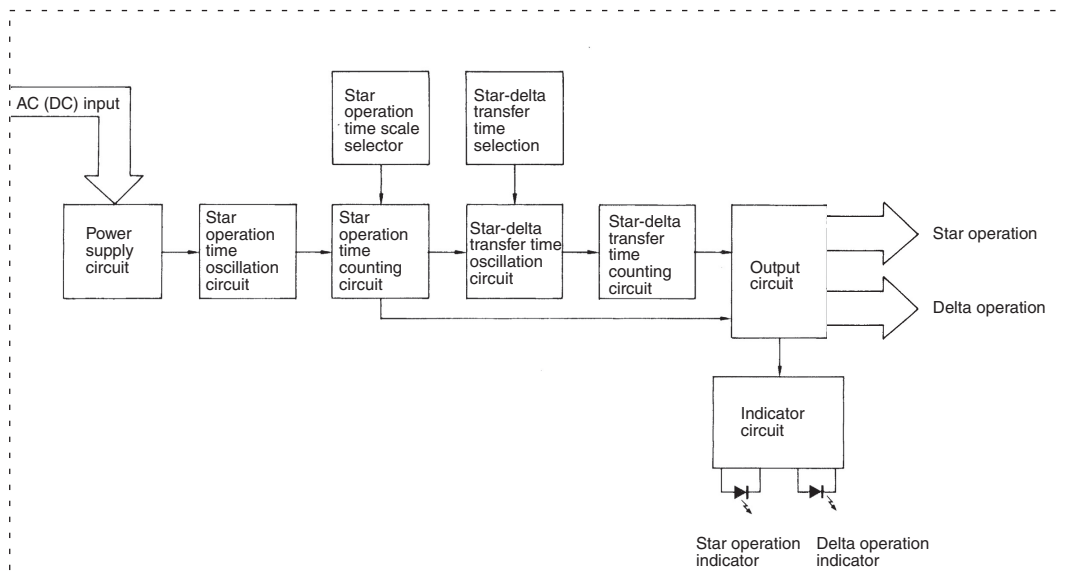 AC (DC) input
Star
operation
time scale
selector
Star-delta
transfer
time
selection
Power
supply
circuit
Star
operation
time
oscillation
circuit
Star
operation
time
counting
circuit
Star-delta
transfer time
oscillation
circuit
Star-delta
transfer
time
counting
circuit
Output
circuit
Star operation
Delta operation
Indicator
circuit
Star operation
indicator
Delta operation
indicator